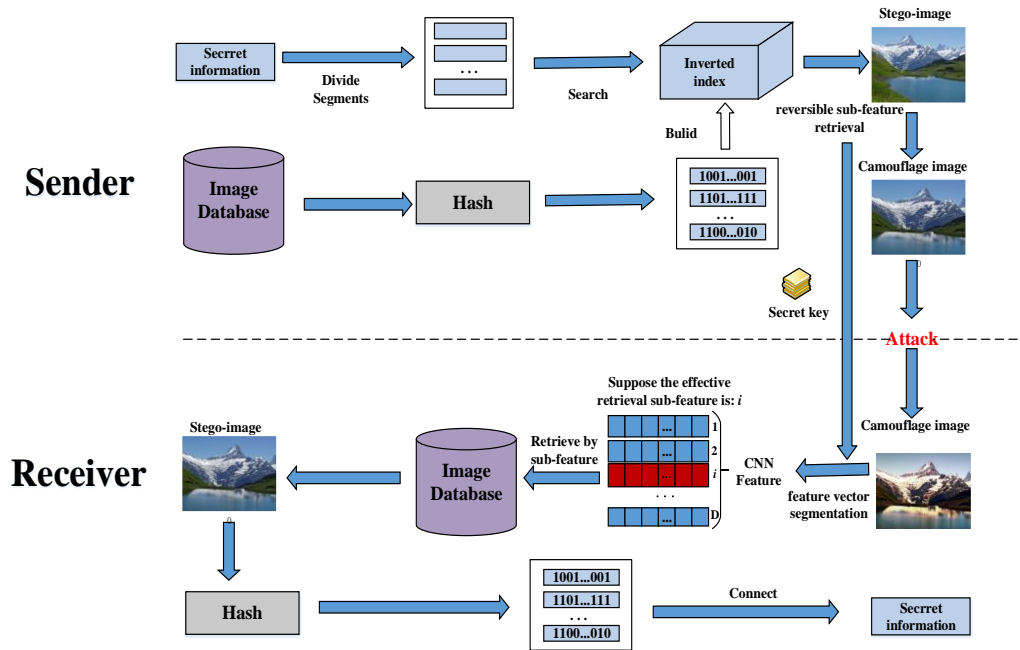 Stego-image
Secrret
information
Divide
Segments
...
Search
Inverted
index
reversible sub-feature
retrieval
Bulid
Sender
Image
Database
Hash
1001...001
1101...111
...
1100...010
Camouflage image
0
Secret key
Attack
Suppose the effective
retrieval sub-feature is: i
Camouflage image
Receiver
Stego-image
0
Retrieve by
sub-feature
Image
Database
... 1
... 2
... i
...
... D
CNN
Feature
feature vector
segmentation
Hash
1001...001
1101...111
...
1100...010
Connect
Secrret
information